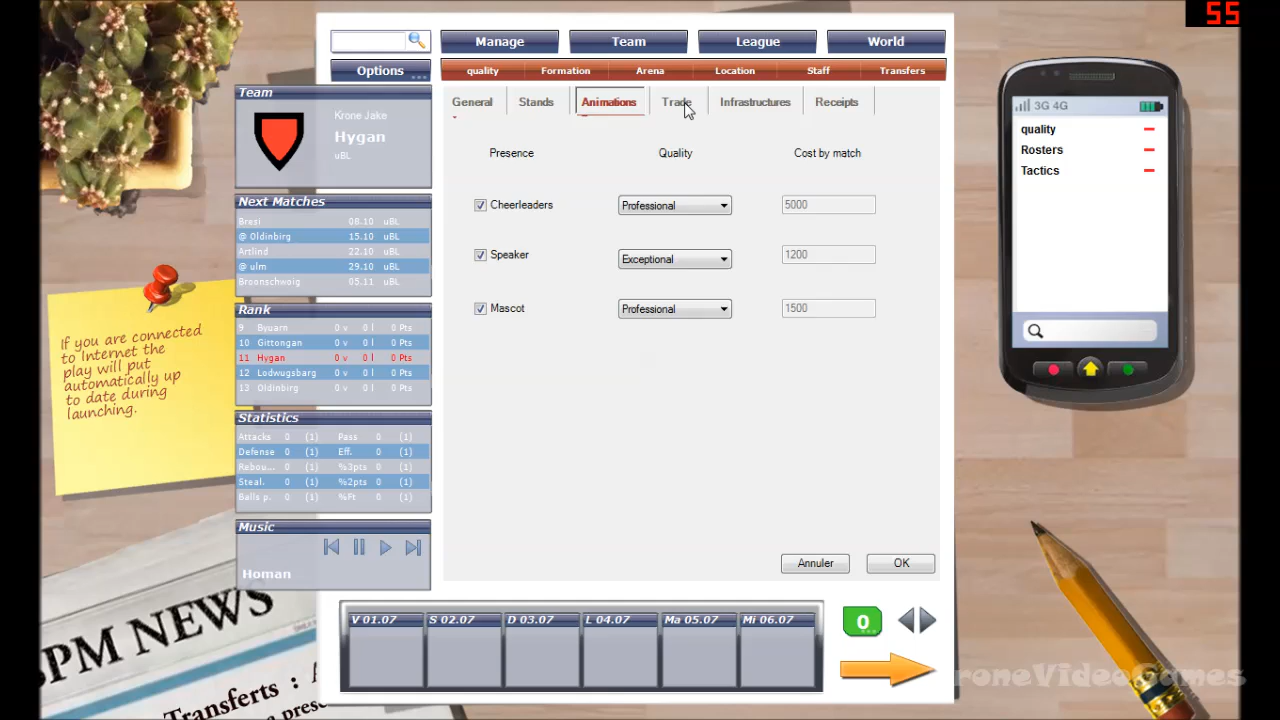 55
Manage Team League World
Options
quality Formation Arena Location Staff Transfers
General Stands Animations Trade Infrastructures Receipts
Team
Krone Jake
Hygan
uBL
Presence Quality Cost by match
Cheerleaders Professional 5000
Speaker Exceptional 1200
Mascot Professional 1500
Annuler OK
Next Matches
Bresi 08.10 uBL
@ Oldinbirg 15.10 uBL
Artlind 22.10 uBL
@ ulm 29.10 uBL
Broonschwoig 05.11 uBL
Rank
9 Byuarn 0 v 0 l 0 Pts
10 Gittongan 0 v 0 l 0 Pts
11 Hygan 0 v 0 l 0 Pts
12 Lodwugsbarg 0 v 0 l 0 Pts
13 Oldinbirg 0 v 0 l 0 Pts
Statistics
Attacks 0 (1) Pass 0 (1)
Defense 0 (1) Eff. 0 (1)
Rebou... 0 (1) %3pts 0 (1)
Steal. 0 (1) %2pts 0 (1)
Balls p. 0 (1) %Ft 0 (1)
Music
Homan
If you are connected
to Internet the
play will put
automatically up
to date during
launching.
3G 4G
quality
Rosters
Tactics
V 01.07 S 02.07 D 03.07 L 04.07 Ma 05.07 Mi 06.07
0
PM NEWS
Transferts :
roneVideoGames